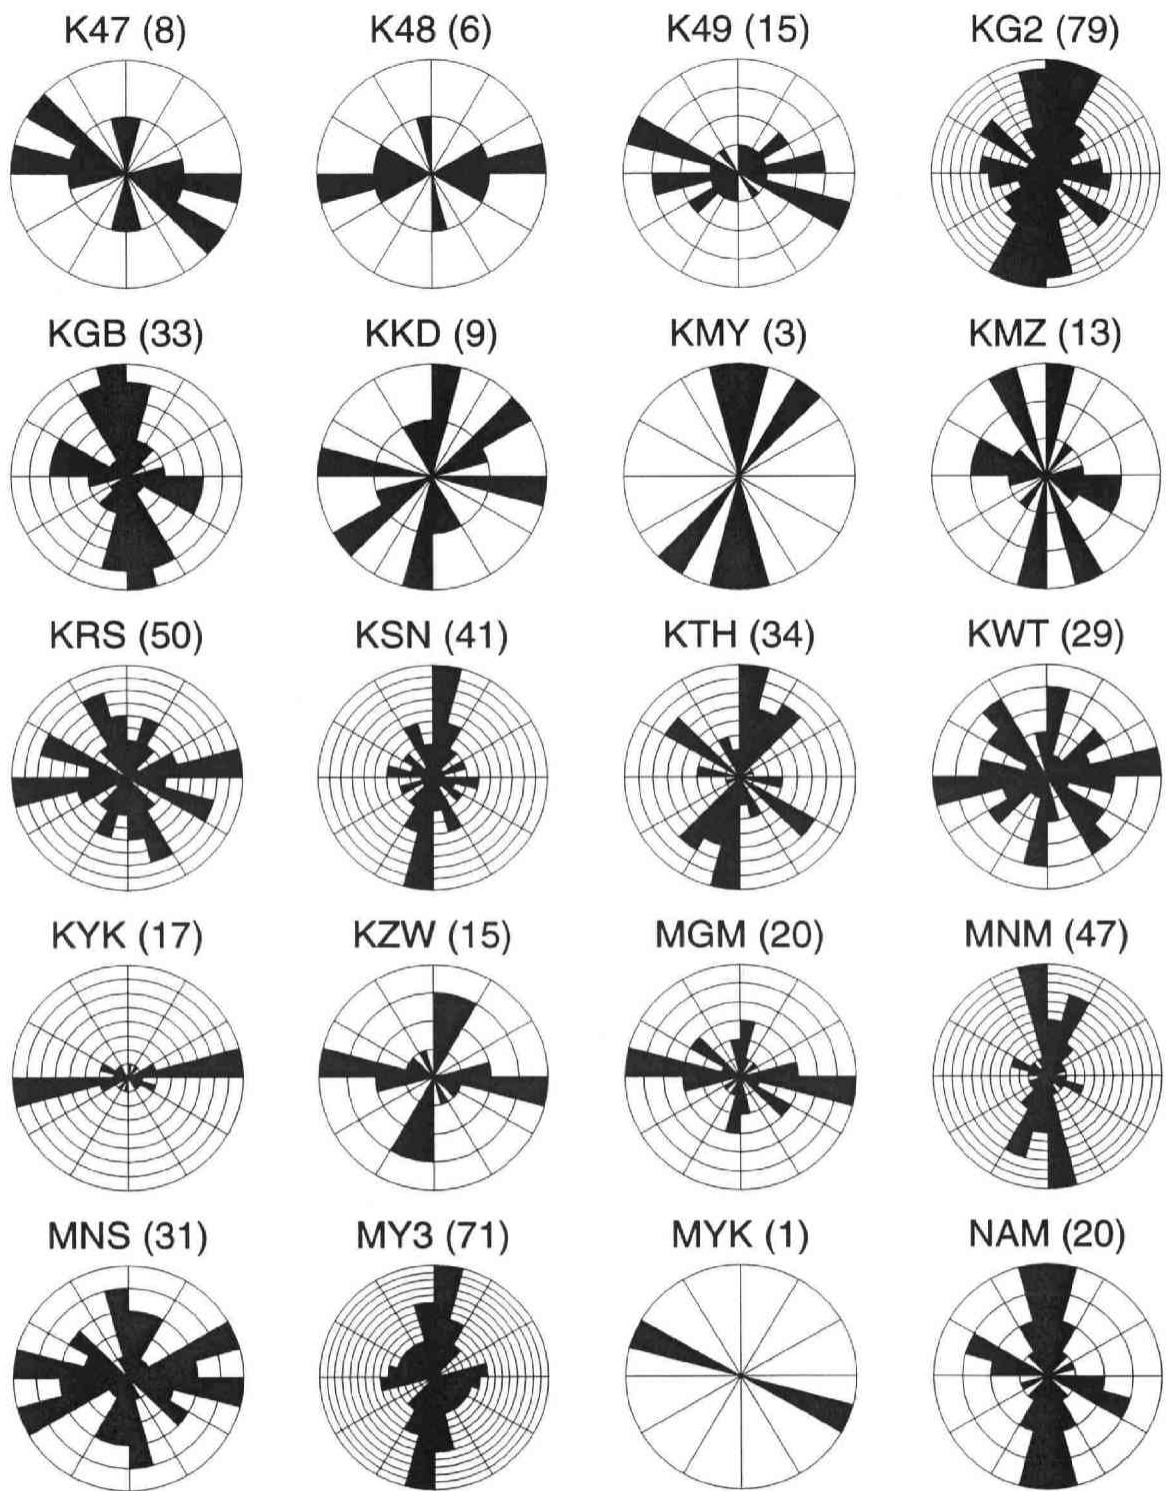 K47 (8) K48 (6) K49 (15) KG2 (79)
KGB (33) KKD (9) KMY (3) KMZ (13)
KRS (50) KSN (41) KTH (34) KWT (29)
KYK (17) KZW (15) MGM (20) MNM (47)
MNS (31) MY3 (71) MYK (1) NAM (20)